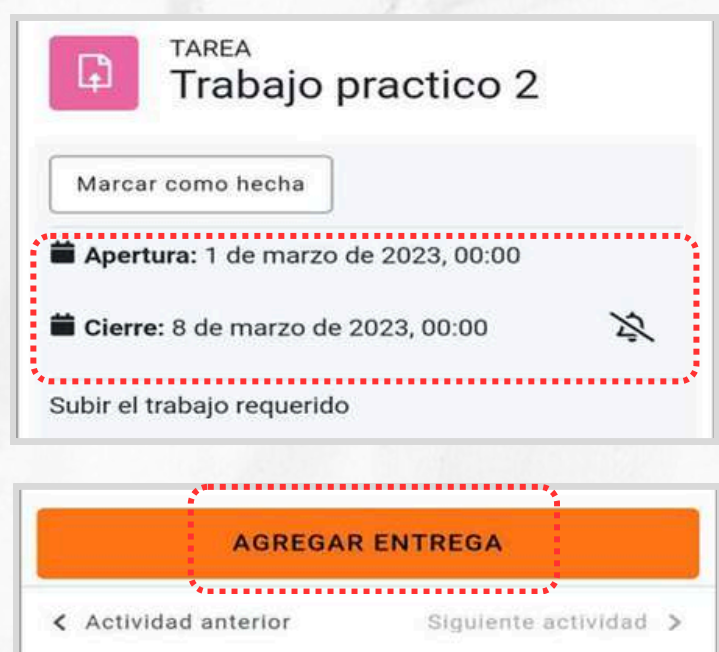 TAREA
Trabajo practico 2
Marcar como hecha
Apertura: 1 de marzo de 2023, 00:00
Cierre: 8 de marzo de 2023, 00:00
Subir el trabajo requerido
AGREGAR ENTREGA
Actividad anterior
Siguiente actividad